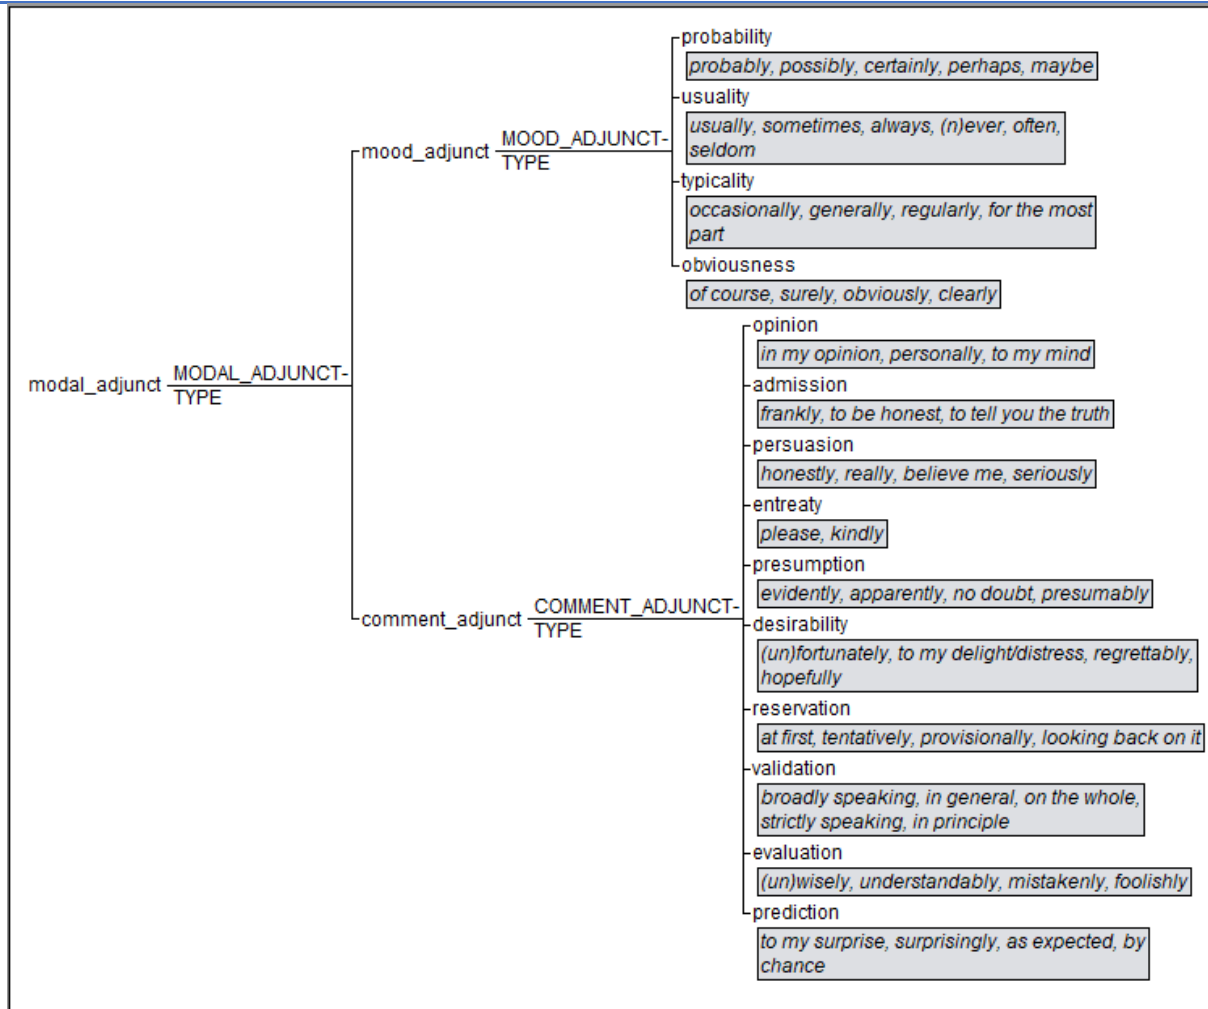 probability
probably, possibly, certainly, perhaps, maybe
usuality
usually, sometimes, always, (n)ever, often,
seldom
mood_adjunct MOOD_ADJUNCT-
TYPE
typicality
occasionally, generally, regularly, for the most
part
obviousness
of course, surely, obviously, clearly
modal_adjunct MODAL_ADJUNCT-
TYPE
opinion
in my opinion, personally, to my mind
admission
frankly, to be honest, to tell you the truth
persuasion
honestly, really, believe me, seriously
entreaty
please, kindly
presumption
evidently, apparently, no doubt, presumably
comment_adjunct COMMENT_ADJUNCT-
TYPE
desirability
(un)fortunately, to my delight/distress, regrettably,
hopefully
reservation
at first, tentatively, provisionally, looking back on it
validation
broadly speaking, in general, on the whole,
strictly speaking, in principle
evaluation
(un)wisely, understandably, mistakenly, foolishly
prediction
to my surprise, surprisingly, as expected, by
chance